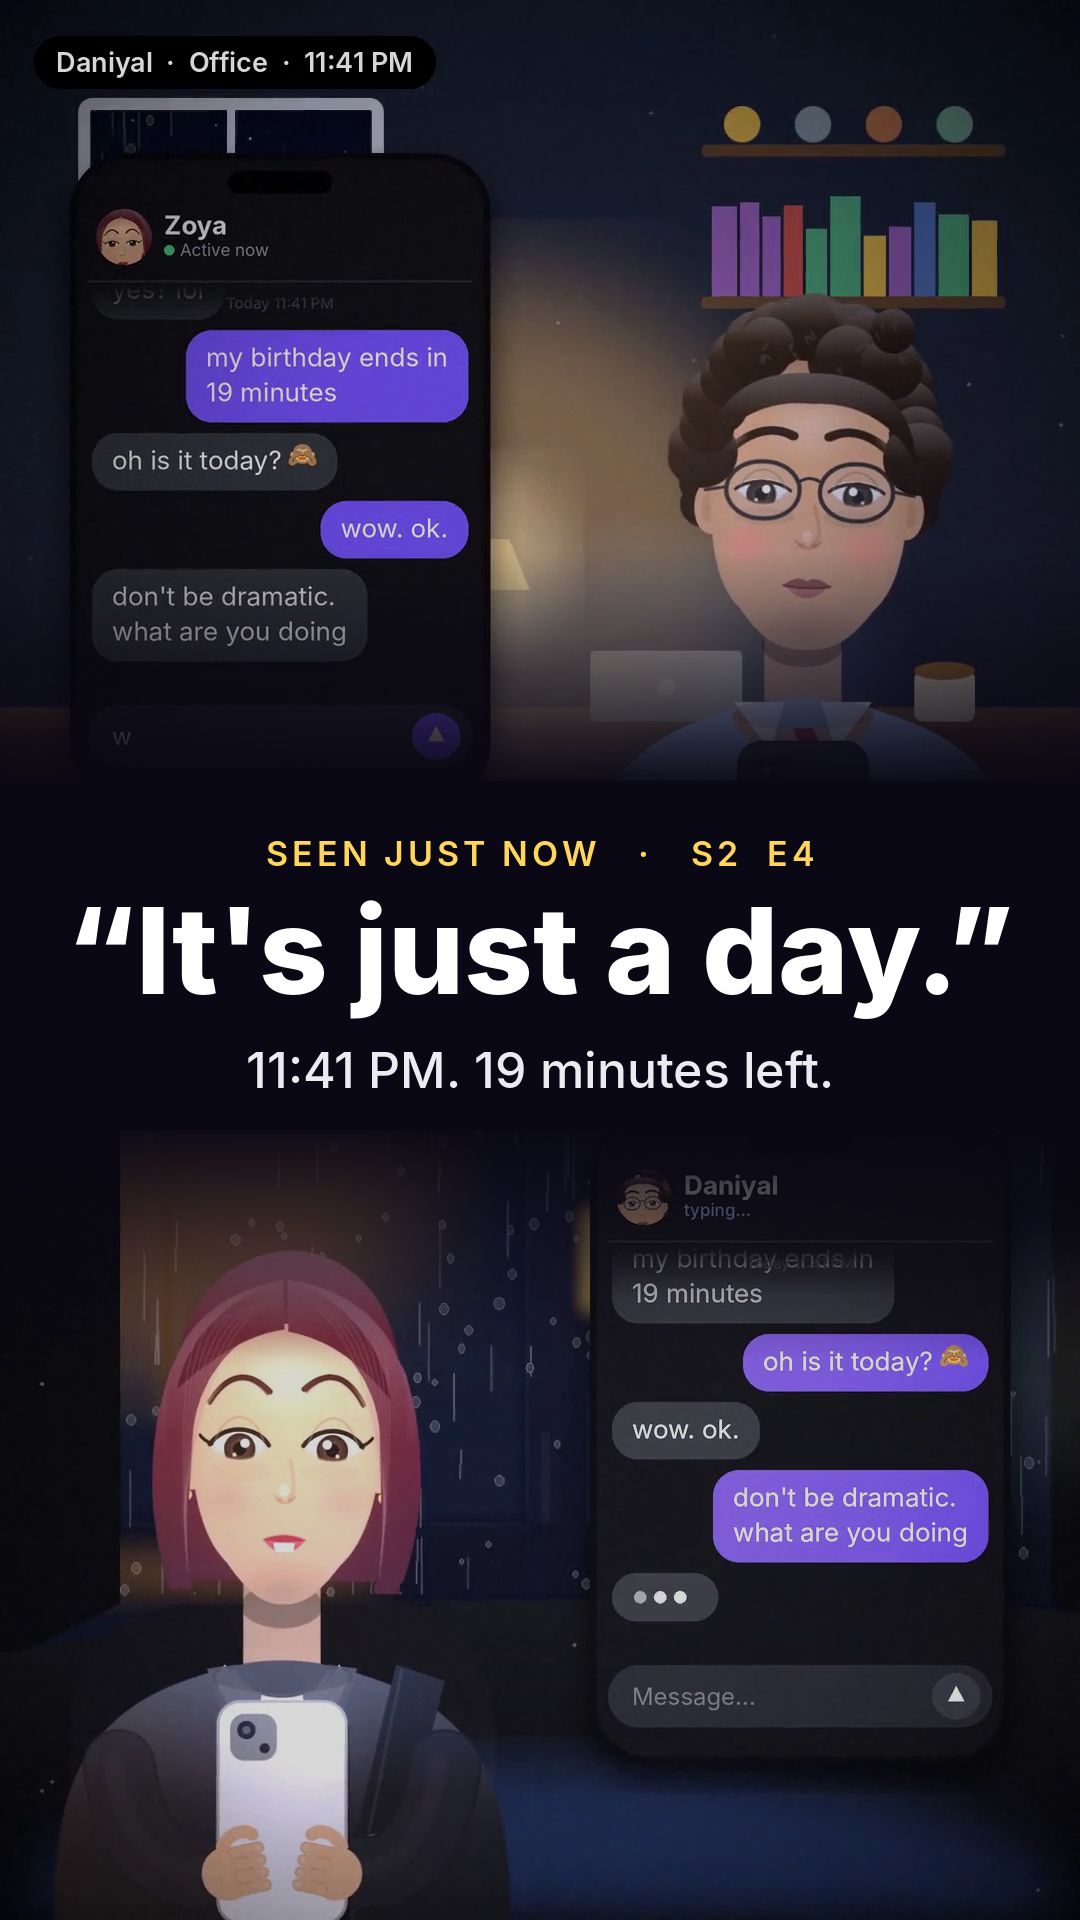 Daniyal · Office · 11:41 PM
Zoya
Active now
yes? lol
Today 11:41 PM
my birthday ends in
19 minutes
oh is it today? 🙈
wow. ok.
don't be dramatic.
what are you doing
w
SEEN JUST NOW · S2 E4
“It's just a day.”
11:41 PM. 19 minutes left.
Daniyal
typing...
my birthday ends in
19 minutes
oh is it today? 🙈
wow. ok.
don't be dramatic.
what are you doing
Message...